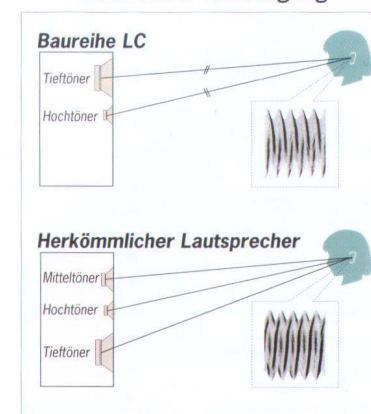 Baureihe LC
Tieftöner
Hochtöner
Herkömmlicher Lautsprecher
Mitteltöner
Hochtöner
Tieftöner